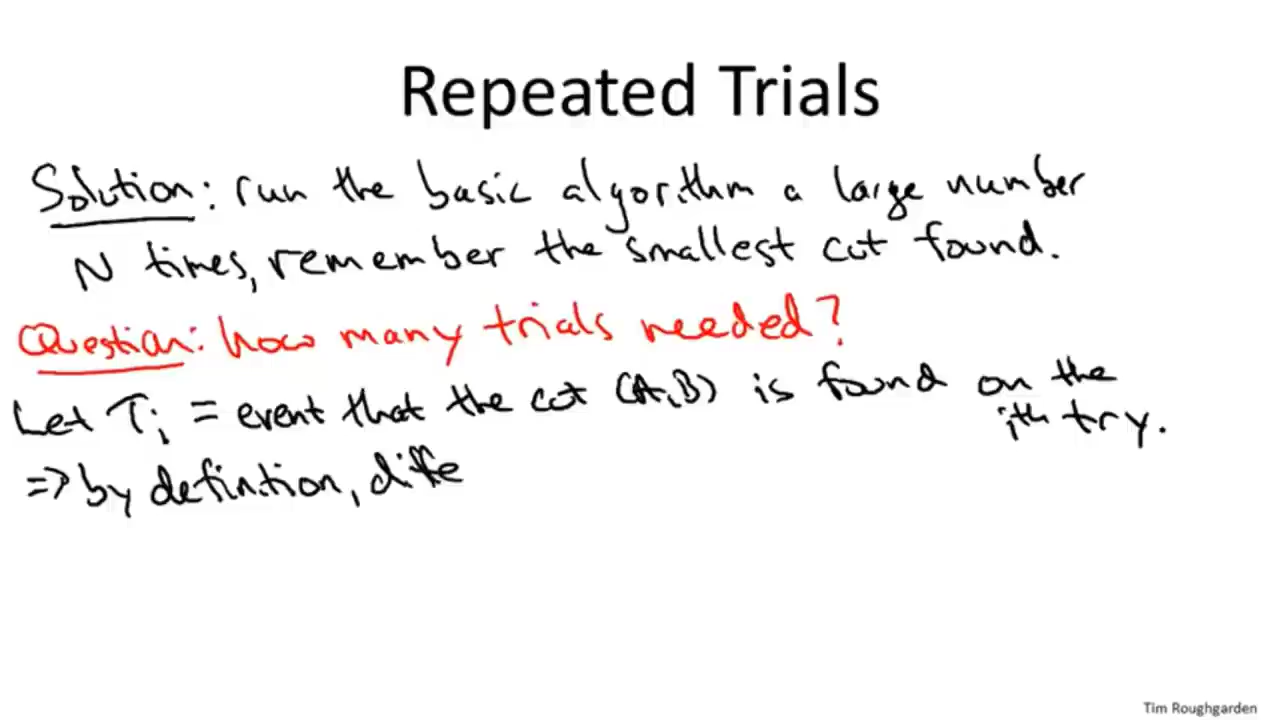 Repeated Trials
Solution: run the basic algorithm a large number
N times, remember the smallest cut found.
Question: how many trials needed?
Let Ti = event that the cut (A,B) is found on the
ith try.
=> by defintion, diffe
Tim Roughgarden